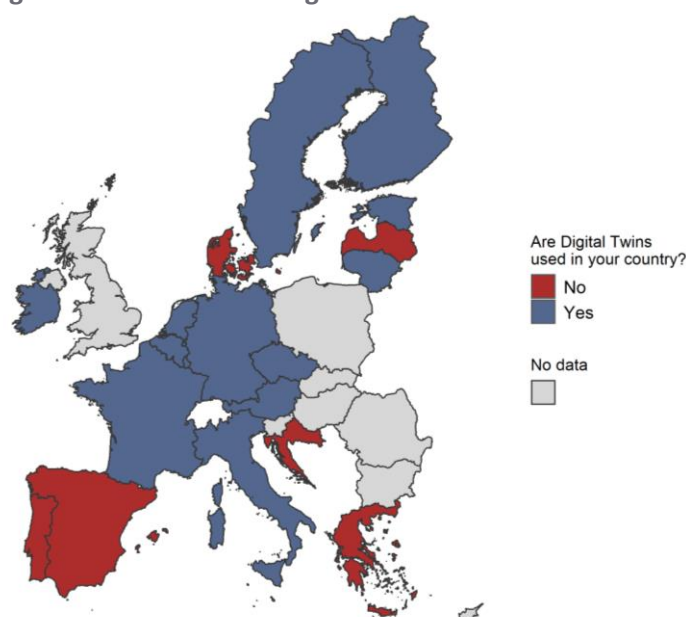 Are Digital Twins
used in your country?
No
Yes
No data